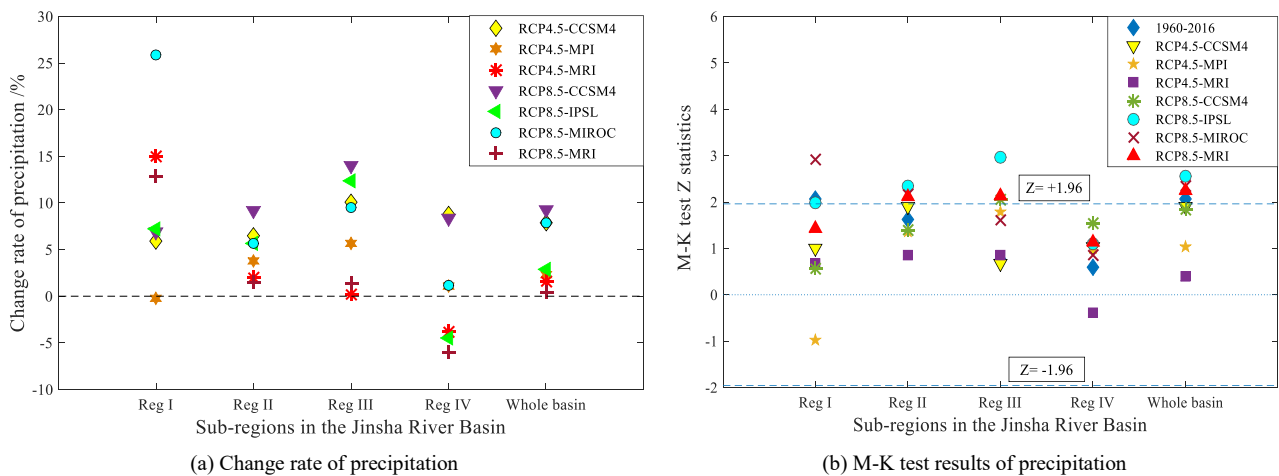 Change rate of precipitation /%
30
25
20
15
10
5
0
-5
-10
RCP4.5-CCSM4
RCP4.5-MPI
RCP4.5-MRI
RCP8.5-CCSM4
RCP8.5-IPSL
RCP8.5-MIROC
RCP8.5-MRI
Reg I Reg II Reg III Reg IV Whole basin
Sub-regions in the Jinsha River Basin
(a) Change rate of precipitation
M-K test Z statistics
6
5
4
3
2
1
0
-1
-2
1960-2016
RCP4.5-CCSM4
RCP4.5-MPI
RCP4.5-MRI
RCP8.5-CCSM4
RCP8.5-IPSL
RCP8.5-MIROC
RCP8.5-MRI
Z= +1.96
Z= -1.96
Reg I Reg II Reg III Reg IV Whole basin
Sub-regions in the Jinsha River Basin
(b) M-K test results of precipitation